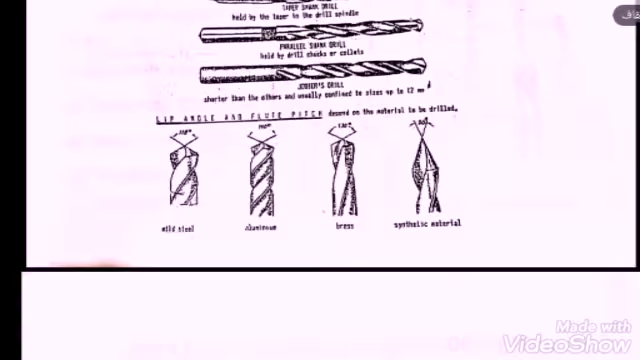 TAPER SHANK DRILL
held by the taper to the drill spindle
PARALLEL SHANK DRILL
held by drill chucks or collets
JOBBER'S DRILL
shorter than the others and usually confined to sizes up to 12 mm
LIP ANGLE AND FLUTE PITCH depend on the material to be drilled.
mild steel
aluminum
brass
synthetic material
Made with
VideoShow